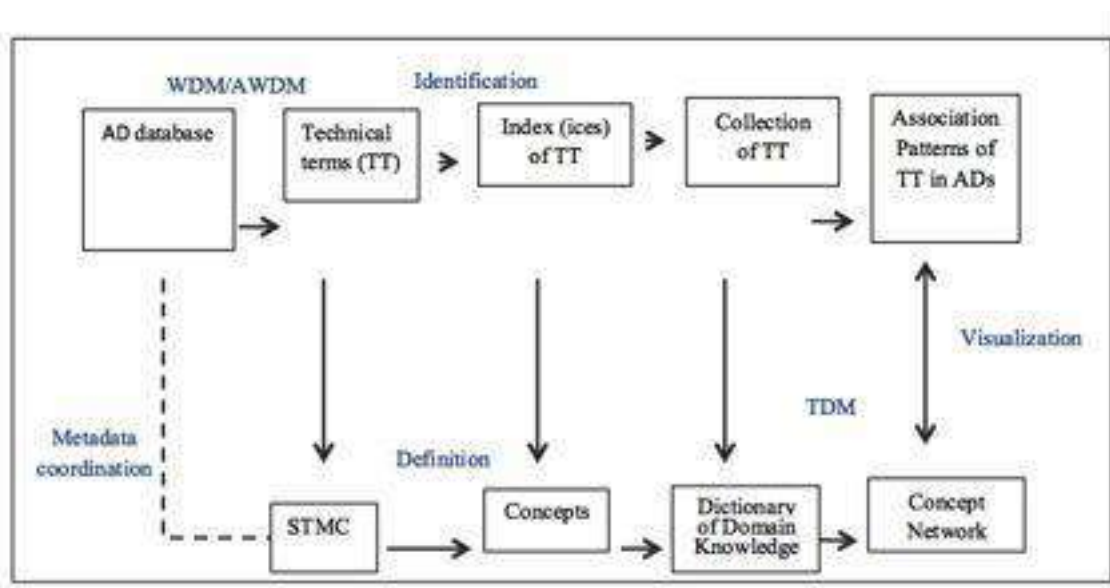 WDM/AWDM
Identification
AD database
Technical
terms (TT)
Index (ices)
of TT
Collection
of TT
Association
Patterns of
TT in ADs
Visualization
TDM
Metadata
coordination
Definition
STMC
Concepts
Dictionary
of Domain
Knowledge
Concept
Network